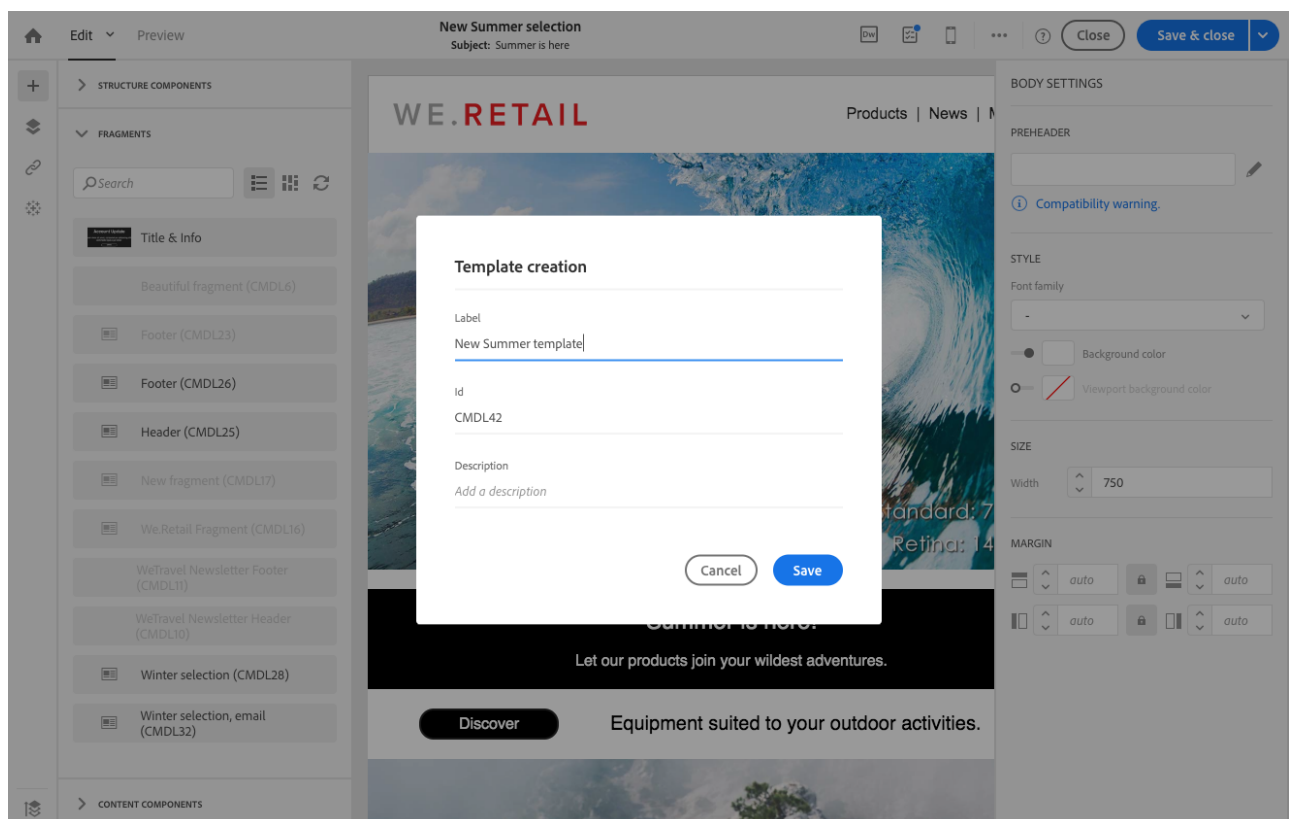 Edit
Preview
New Summer selection
Subject: Summer is here
Dw
Close
Save & close
STRUCTURE COMPONENTS
FRAGMENTS
Search
Title & Info
Beautiful fragment (CMDL6)
Footer (CMDL23)
Footer (CMDL26)
Header (CMDL25)
New fragment (CMDL17)
We.Retail Fragment (CMDL16)
WeTravel Newsletter Footer
(CMDL11)
WeTravel Newsletter Header
(CMDL10)
Winter selection (CMDL28)
Winter selection, email
(CMDL32)
CONTENT COMPONENTS
WE.RETAIL
Products | News |
Template creation
Label
New Summer template
Id
CMDL42
Description
Add a description
Cancel
Save
Retina: 14
Summer is here!
Let our products join your wildest adventures.
Discover
Equipment suited to your outdoor activities.
BODY SETTINGS
PREHEADER
Compatibility warning.
STYLE
Font family
-
Background color
Viewport background color
SIZE
Width
750
MARGIN
auto
auto
auto
auto